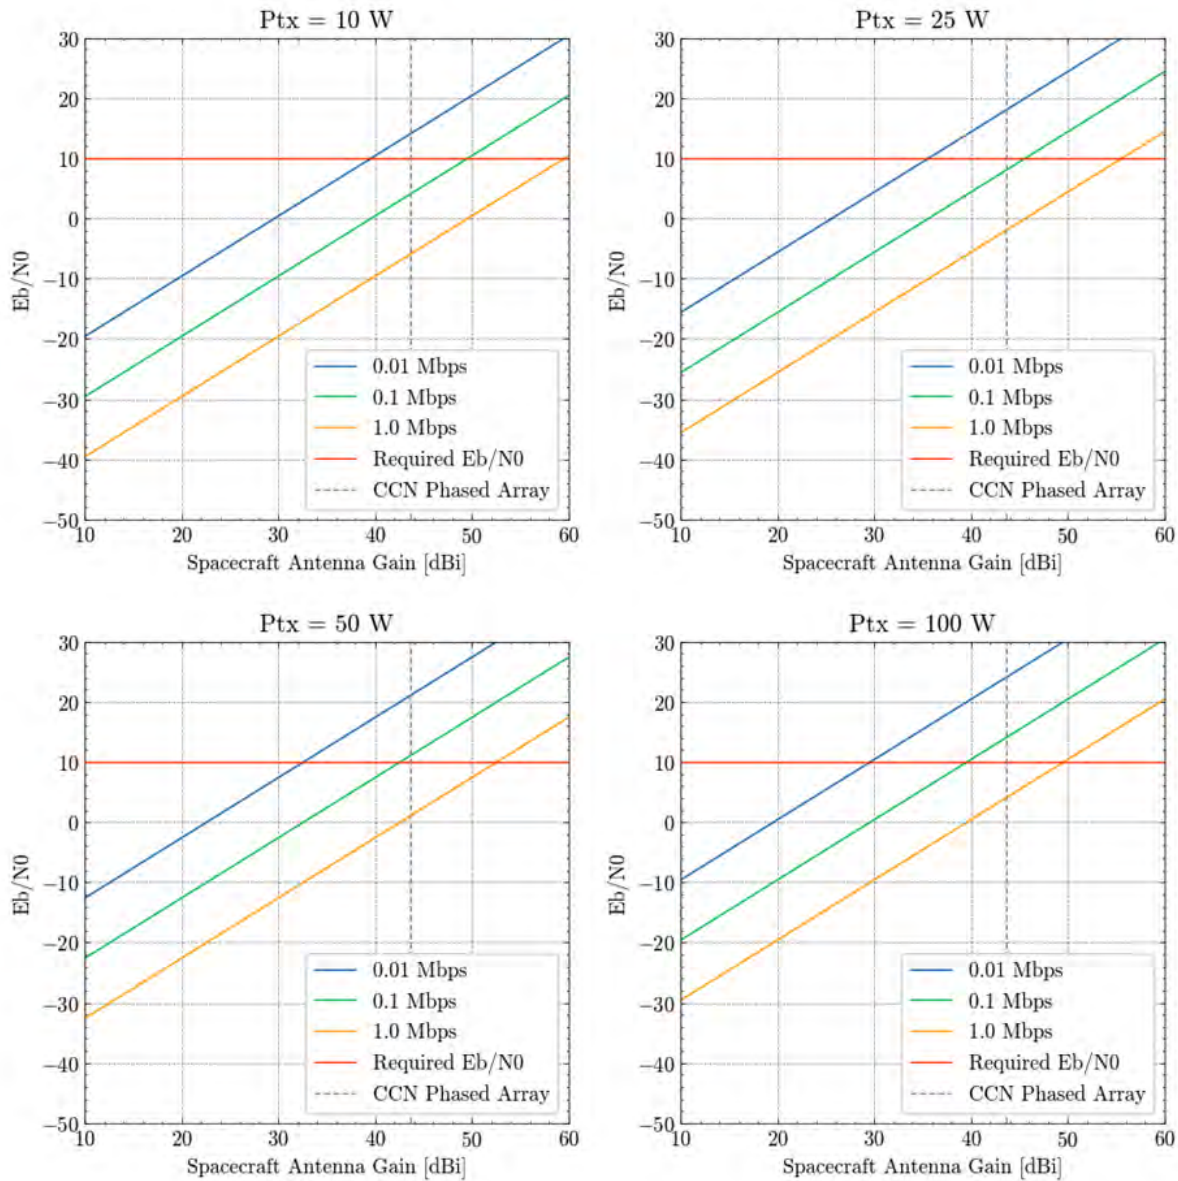 Ptx = 10 W
30
20
10
0
−10
−20
−30
−40
−50
Eb/N0
0.01 Mbps
0.1 Mbps
1.0 Mbps
Required Eb/N0
CCN Phased Array
10 20 30 40 50 60
Spacecraft Antenna Gain [dBi]
Ptx = 25 W
30
20
10
0
−10
−20
−30
−40
−50
Eb/N0
0.01 Mbps
0.1 Mbps
1.0 Mbps
Required Eb/N0
CCN Phased Array
10 20 30 40 50 60
Spacecraft Antenna Gain [dBi]
Ptx = 50 W
30
20
10
0
−10
−20
−30
−40
−50
Eb/N0
0.01 Mbps
0.1 Mbps
1.0 Mbps
Required Eb/N0
CCN Phased Array
10 20 30 40 50 60
Spacecraft Antenna Gain [dBi]
Ptx = 100 W
30
20
10
0
−10
−20
−30
−40
−50
Eb/N0
0.01 Mbps
0.1 Mbps
1.0 Mbps
Required Eb/N0
CCN Phased Array
10 20 30 40 50 60
Spacecraft Antenna Gain [dBi]